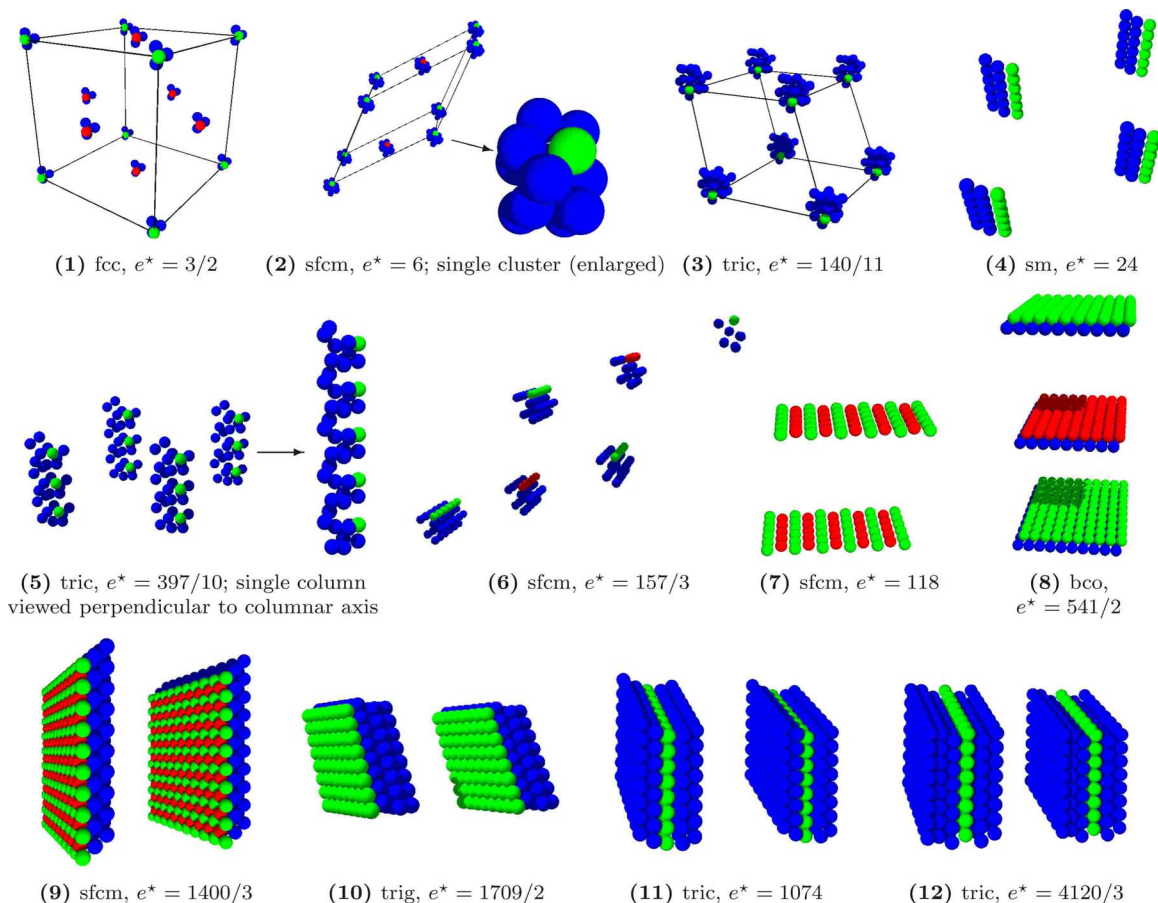 (1) fcc, e* = 3/2
(2) sfcm, e* = 6; single cluster (enlarged)
(3) tric, e* = 140/11
(4) sm, e* = 24
(5) tric, e* = 397/10; single column
viewed perpendicular to columnar axis
(6) sfcm, e* = 157/3
(7) sfcm, e* = 118
(8) bco,
e* = 541/2
(9) sfcm, e* = 1400/3
(10) trig, e* = 1709/2
(11) tric, e* = 1074
(12) tric, e* = 4120/3